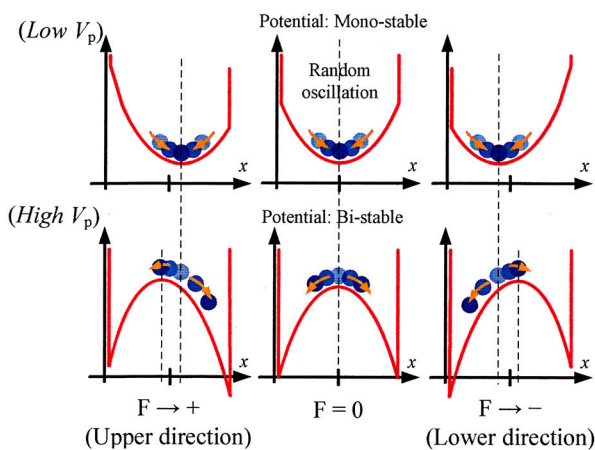 (Low Vp)
Potential: Mono-stable
Random
oscillation
x
x
x
(High Vp)
Potential: Bi-stable
x
x
x
F → +
F = 0
F → −
(Upper direction)
(Lower direction)